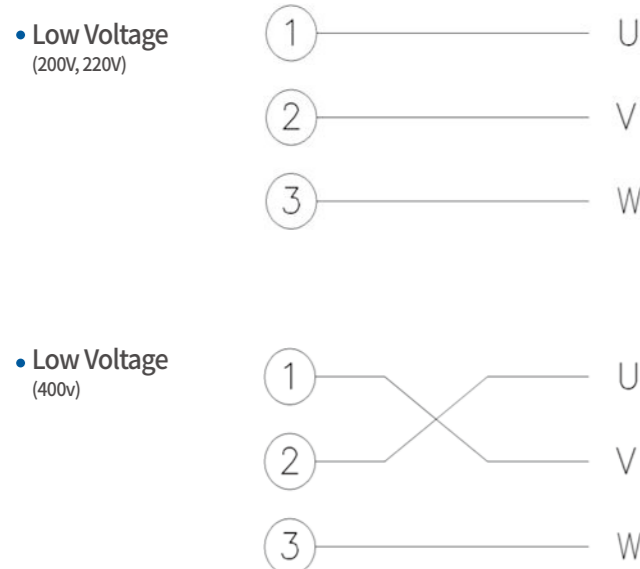 • Low Voltage
(200V, 220V)
1 U
2 V
3 W
• Low Voltage
(400v)
1 U
2 V
3 W